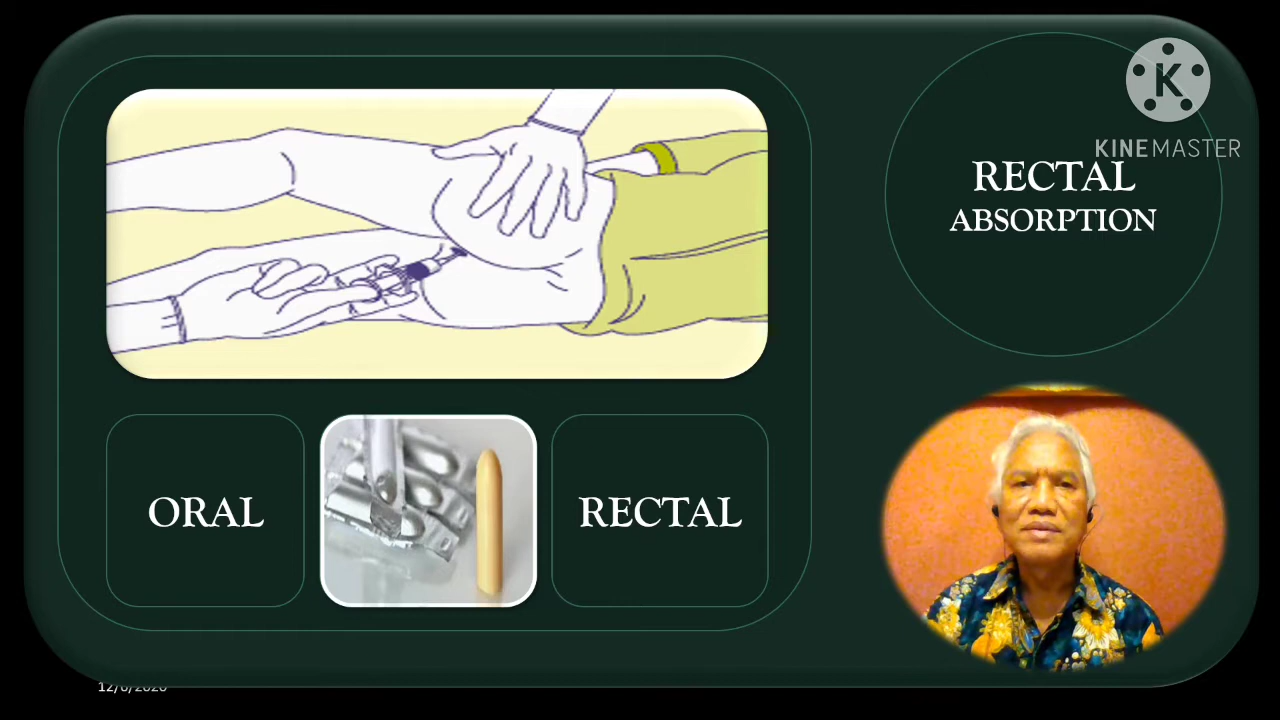 K
KINEMASTER
RECTAL
ABSORPTION
ORAL
RECTAL